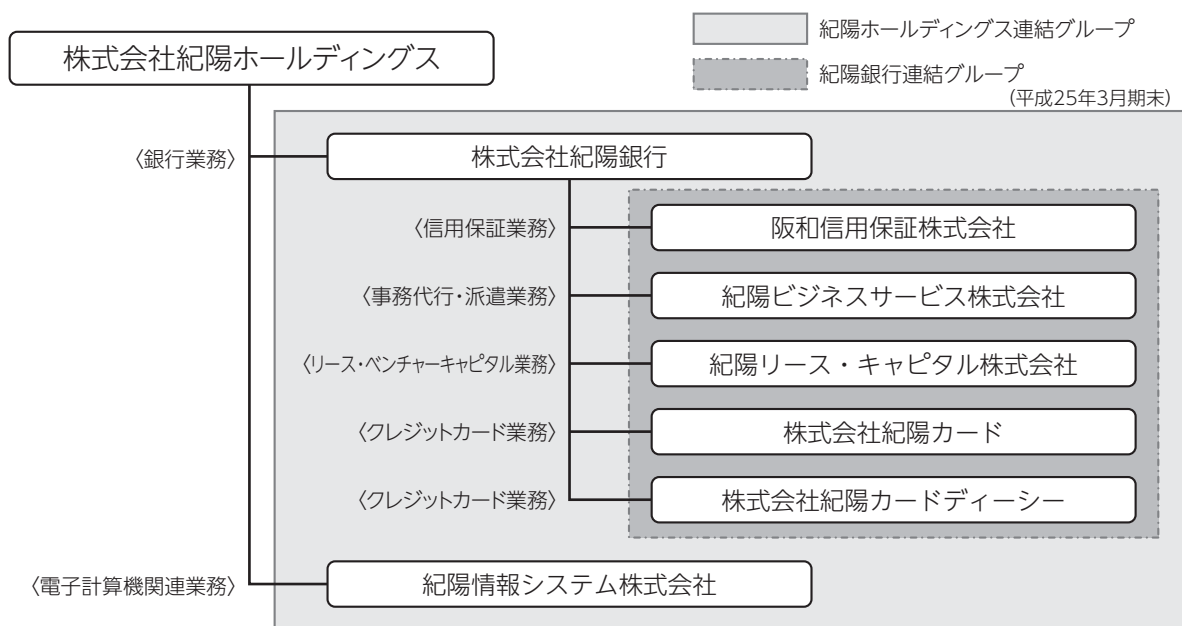 紀陽ホールディングス連結グループ
株式会社紀陽ホールディングス
紀陽銀行連結グループ
(平成25年3月期末)
〈銀行業務〉
株式会社紀陽銀行
〈信用保証業務〉
阪和信用保証株式会社
〈事務代行・派遣業務〉
紀陽ビジネスサービス株式会社
〈リース・ベンチャーキャピタル業務〉
紀陽リース・キャピタル株式会社
〈クレジットカード業務〉
株式会社紀陽カード
〈クレジットカード業務〉
株式会社紀陽カードディーシー
〈電子計算機関連業務〉
紀陽情報システム株式会社